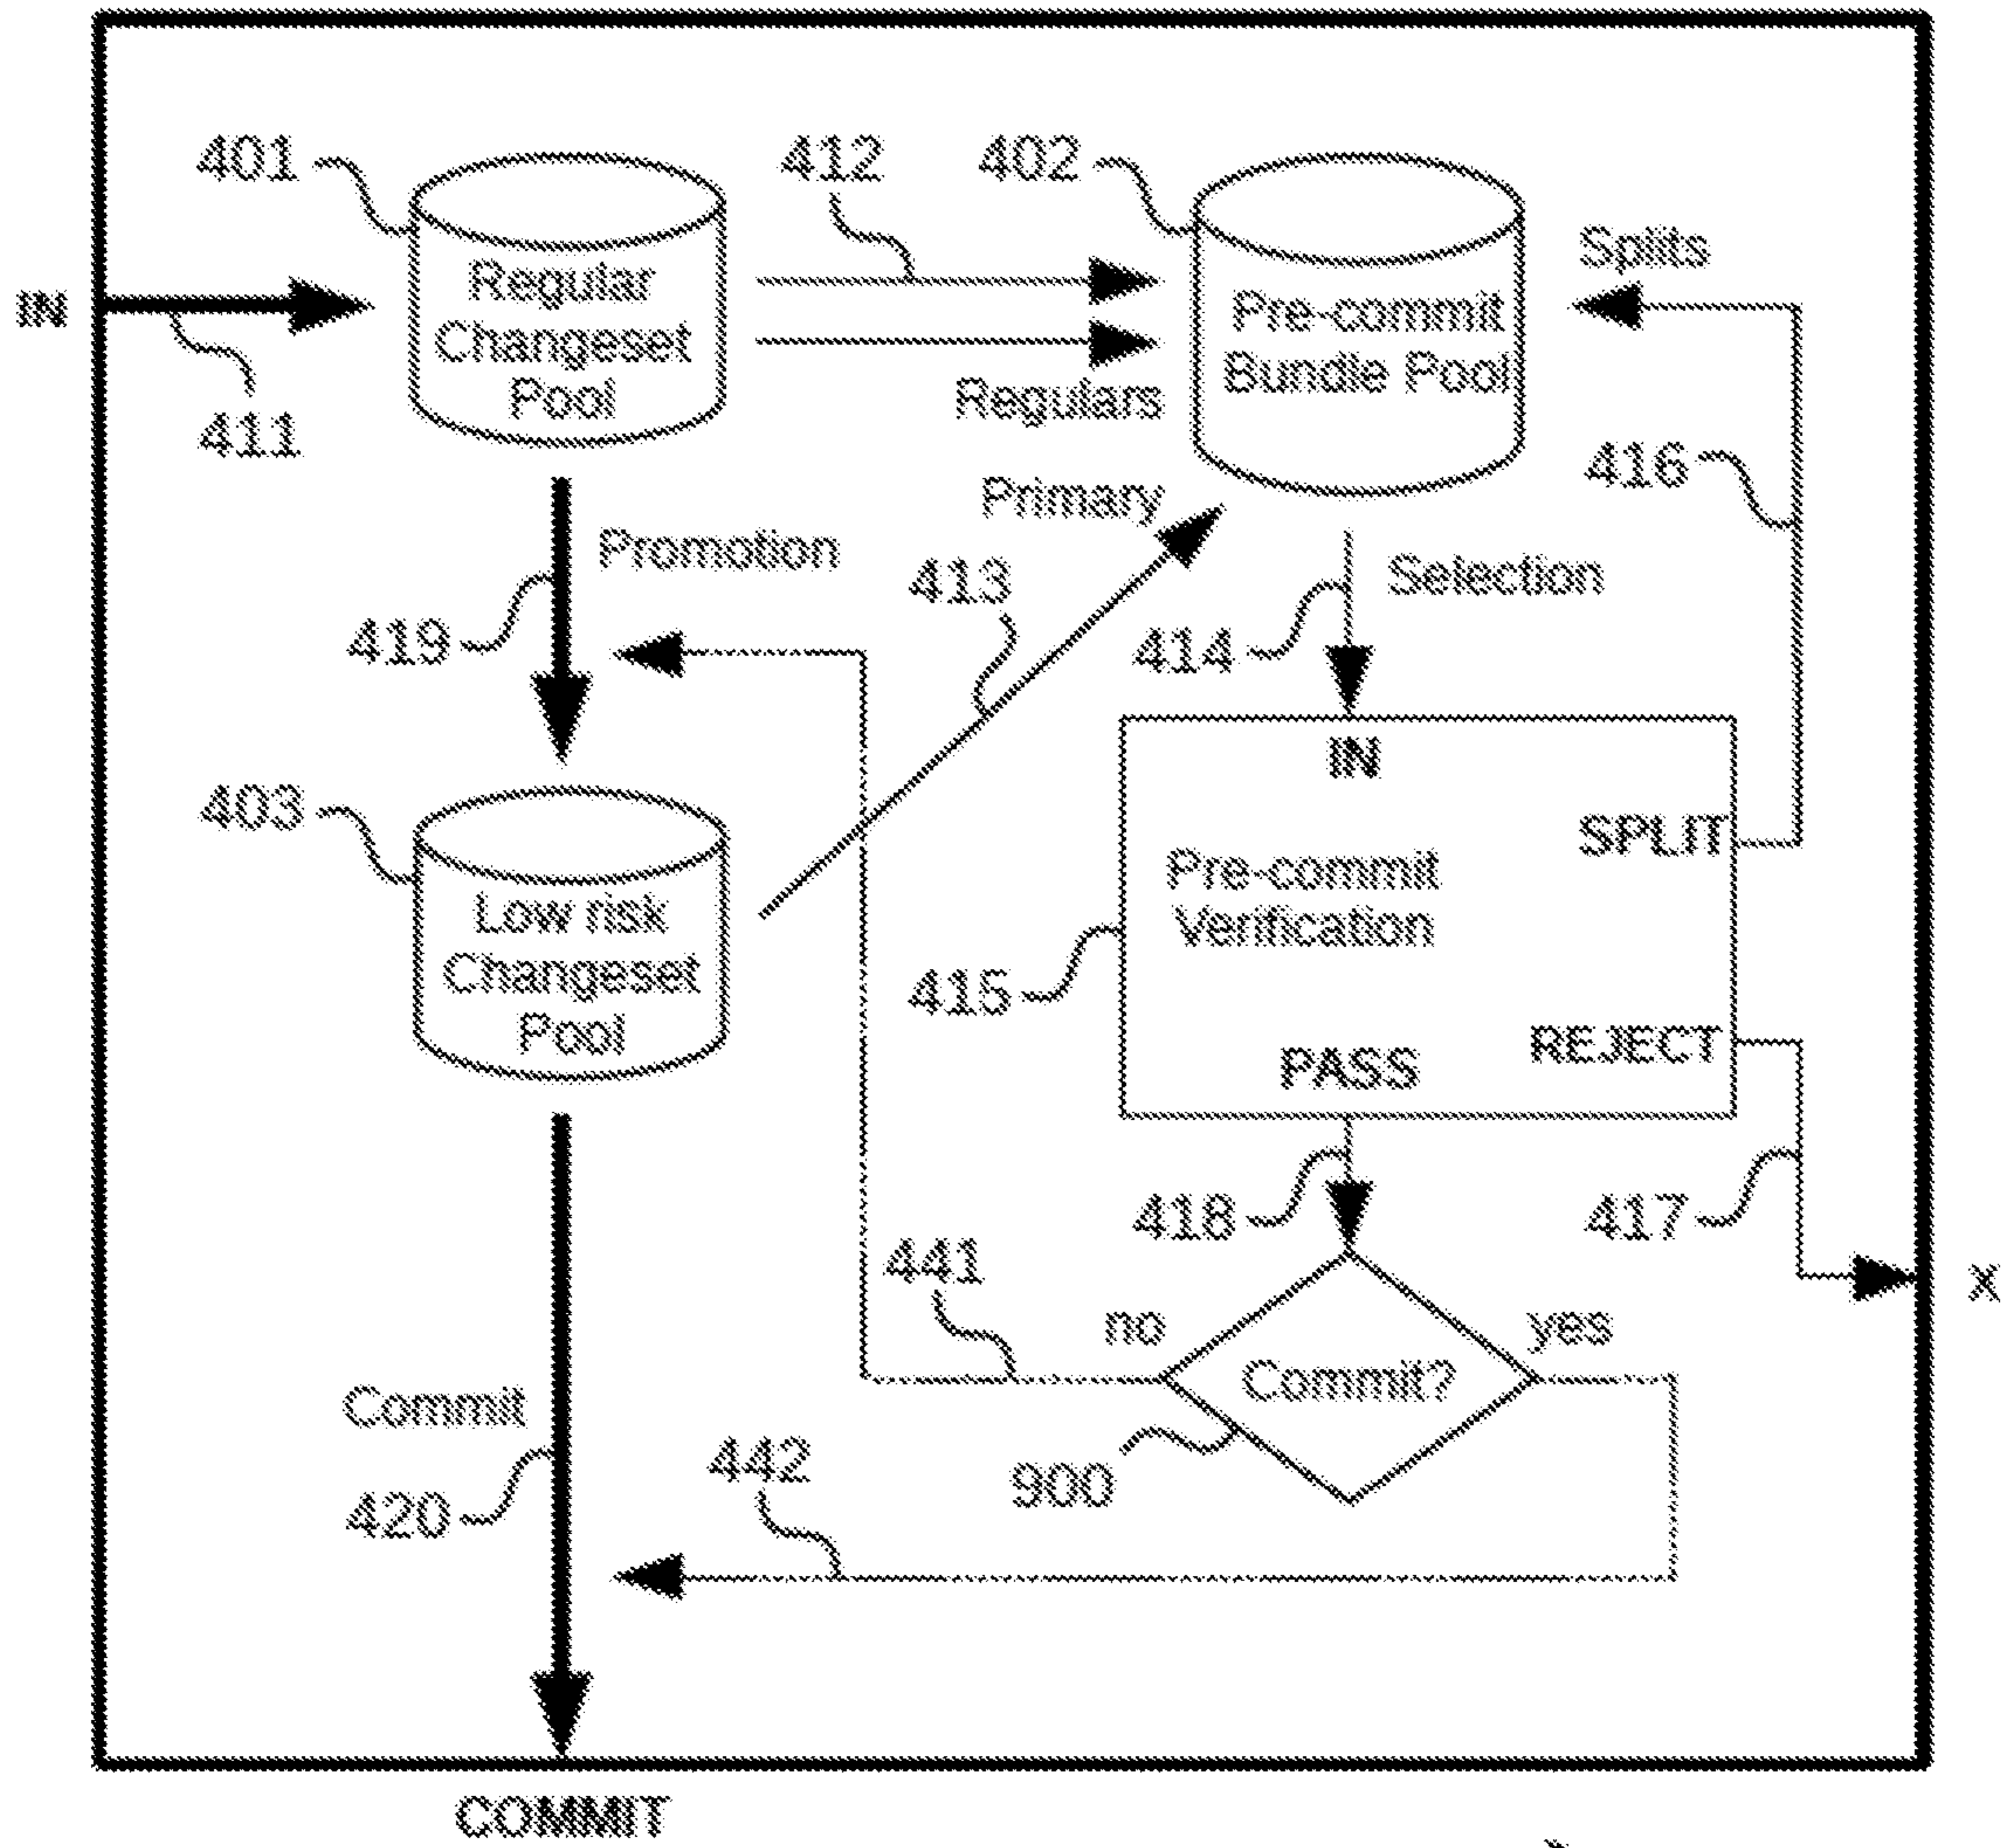 401
412
402
Splits
IN
Regular
Changeset
Pool
Pre-commit
Bundle Pool
Regulars
411
416
Primary
Promotion
413
Selection
419
414
IN
403
SPLIT
Low risk
Changeset
Pool
Pre-commit
Verification
415
REJECT
PASS
418
417
441
X
no
yes
Commit?
Commit
442
900
420
COMMIT